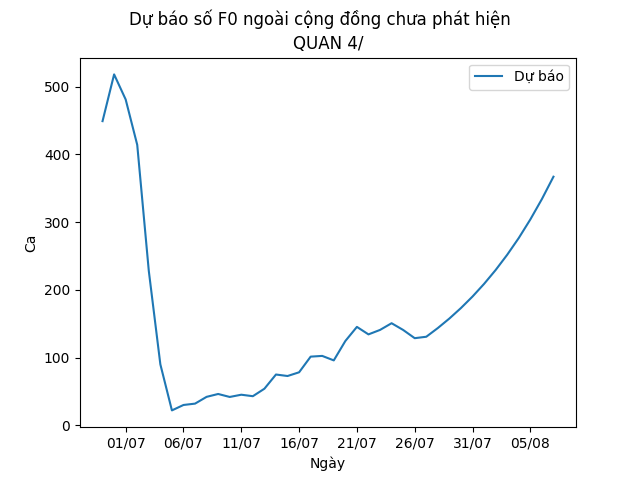 Dự báo số F0 ngoài cộng đồng chưa phát hiện
QUAN 4/
Dự báo
500
400
300
200
100
0
Ca
01/07 06/07 11/07 16/07 21/07 26/07 31/07 05/08
Ngày